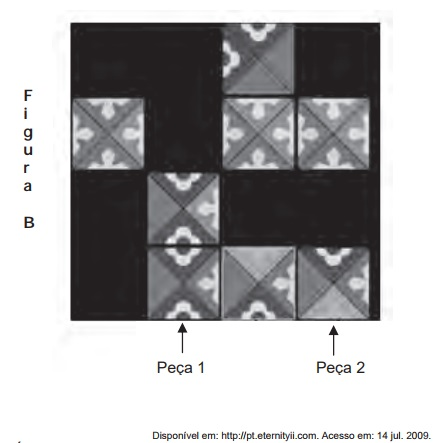 F
i
g
u
r
a
B
Peça 1
Peça 2
Disponível em: http://pt.eternityii.com. Acesso em: 14 jul. 2009.